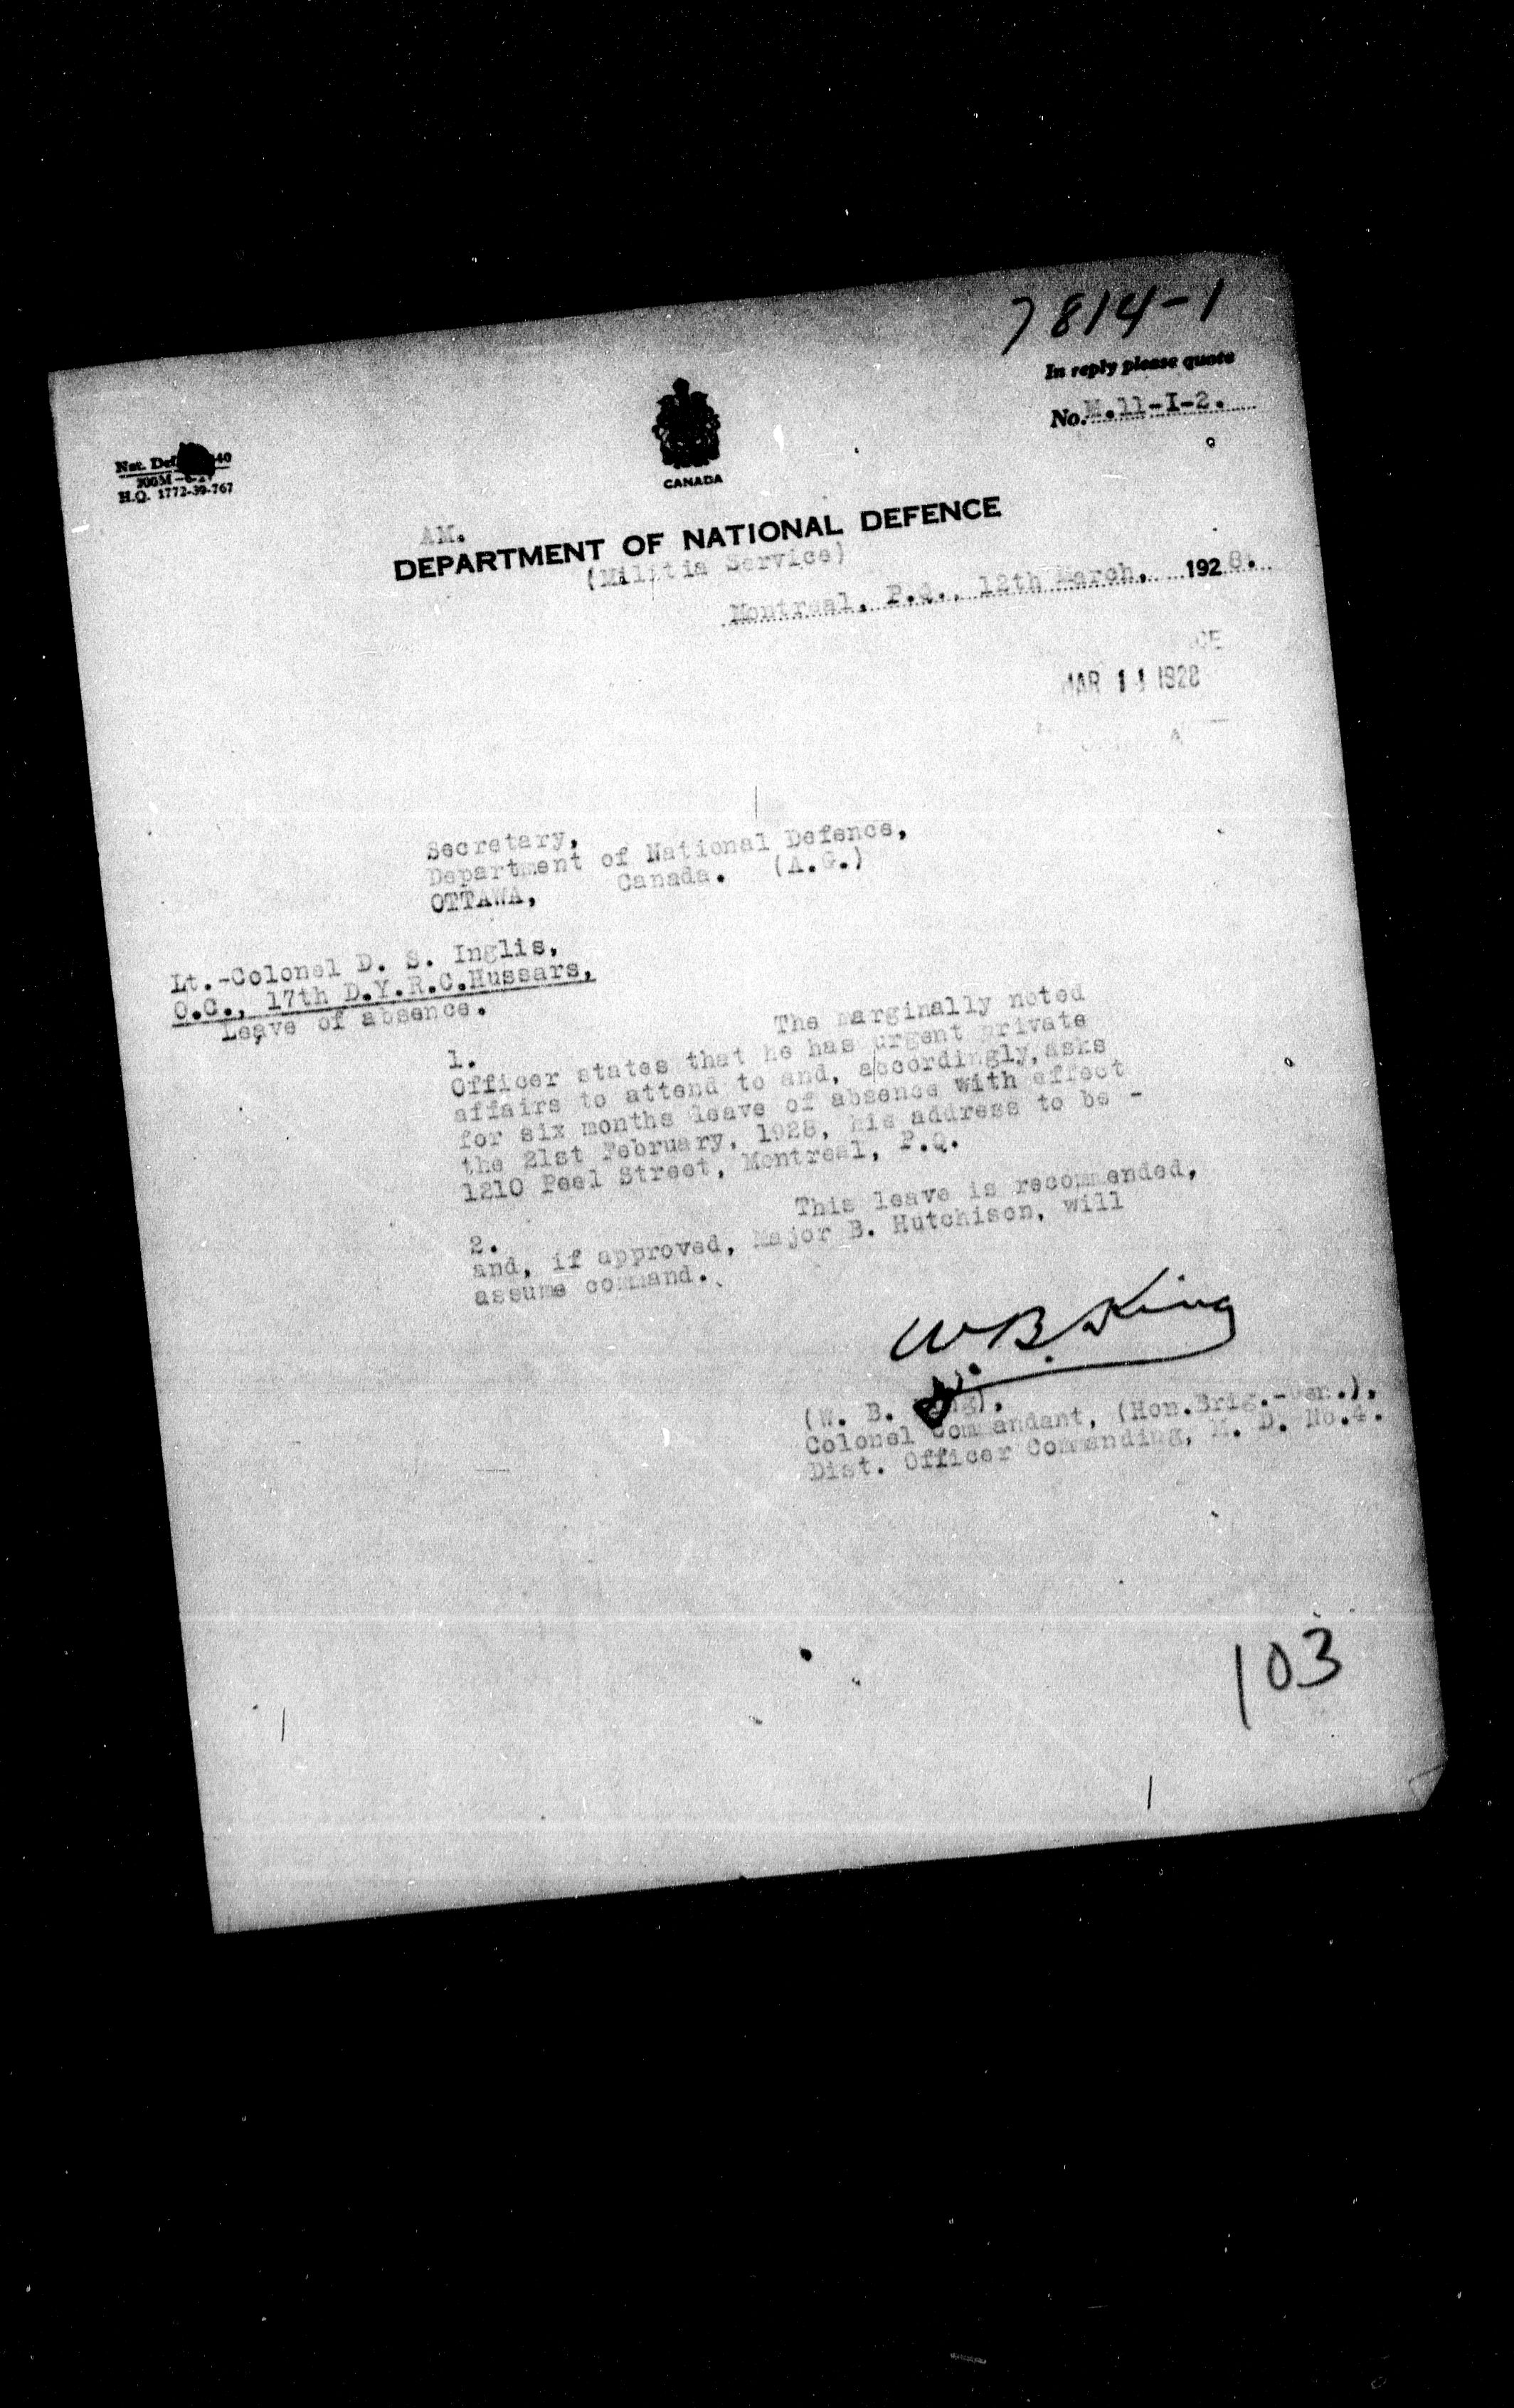 7814-1
In reply please quote
No. M.11-I-2.
Nat. Def. 40
H.Q. 1772-39-767
CANADA
AM.
DEPARTMENT OF NATIONAL DEFENCE
(Militia Service)
Montreal, P.Q., 12th March, 1928.
MAR 14 1928
Secretary,
Department of National Defence,
OTTAWA, Canada. (A.G.)
Lt.-Colonel D. S. Inglis,
O.C., 17th D.Y.R.C.Hussars,
Leave of absence.
1. The marginally noted
Officer states that he has urgent private
affairs to attend to and, accordingly, asks
for six months leave of absence with effect
the 21st February, 1928, his address to be -
1210 Peel Street, Montreal, P.Q.
2. This leave is recommended,
and, if approved, Major B. Hutchison, will
assume command.
W.B. King
(W. B. King),
Colonel Commandant, (Hon.Brig.-Gen.),
Dist. Officer Commanding, M. D. No.4.
103